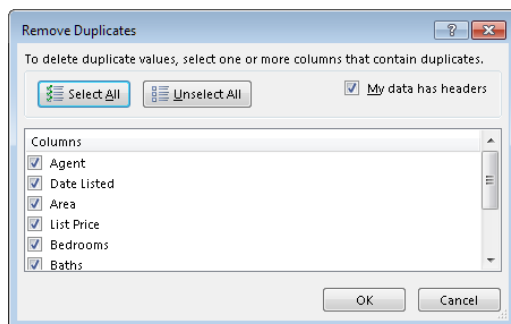 Remove Duplicates
To delete duplicate values, select one or more columns that contain duplicates.
Select All
Unselect All
My data has headers
Columns
Agent
Date Listed
Area
List Price
Bedrooms
Baths
OK
Cancel